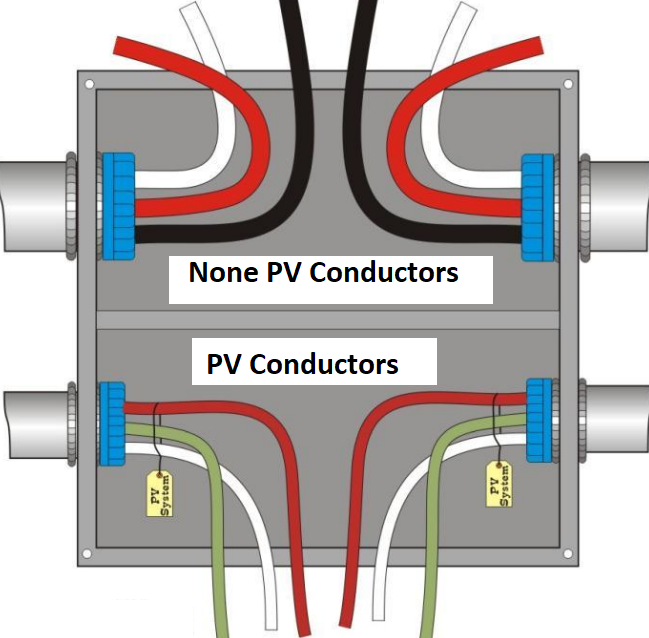 None PV Conductors
PV Conductors
PV
System
PV
System